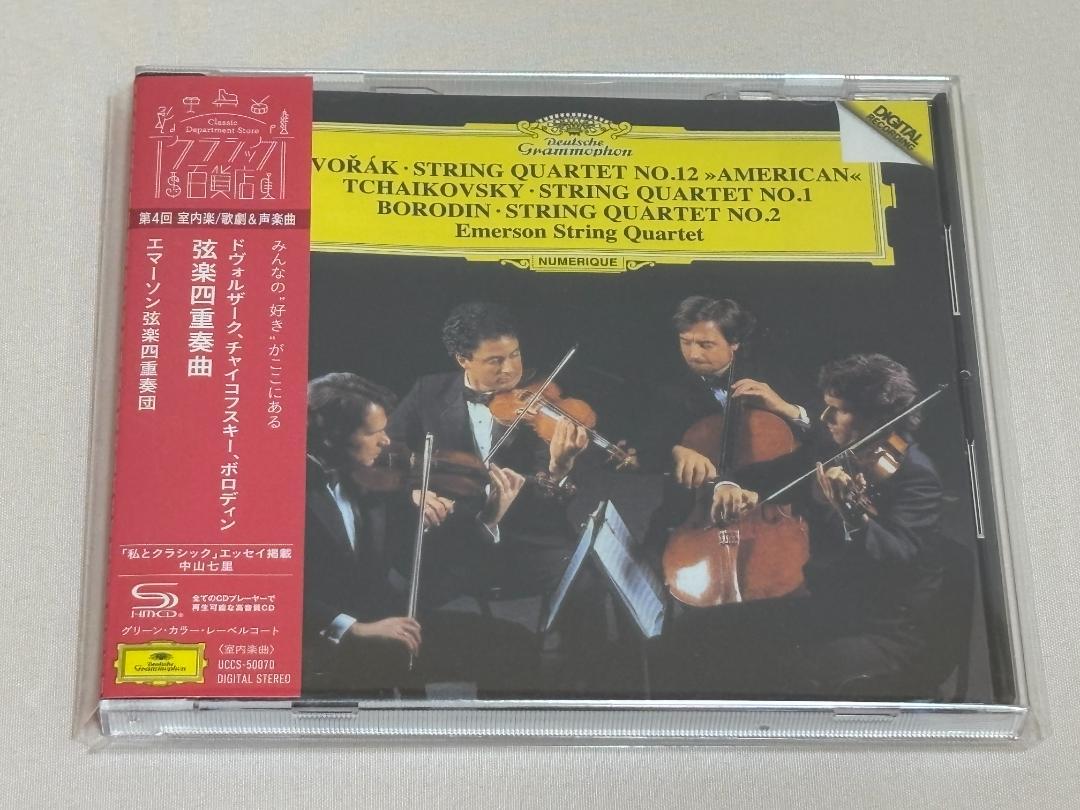 Classic
Department Store
クラシック
百貨店
第4回 室内楽/歌劇&声楽曲
みんなの"好き"がここにある
ドヴォルザーク、チャイコフスキー、ボロディン
弦楽四重奏曲
エマーソン弦楽四重奏団
「私とクラシック」エッセイ掲載
中山七里
SHM-CD®
全てのCDプレーヤーで
再生可能な高音質CD
グリーン・カラー・レーベルコート
Deutsche
Grammophon
〈室内楽曲〉
UCCS-50070
DIGITAL STEREO
Deutsche
Grammophon
VOŘÁK · STRING QUARTET NO.12 »AMERICAN«
TCHAIKOVSKY · STRING QUARTET NO.1
BORODIN · STRING QUARTET NO.2
Emerson String Quartet
NUMERIQUE
DIGITAL
RECORDING